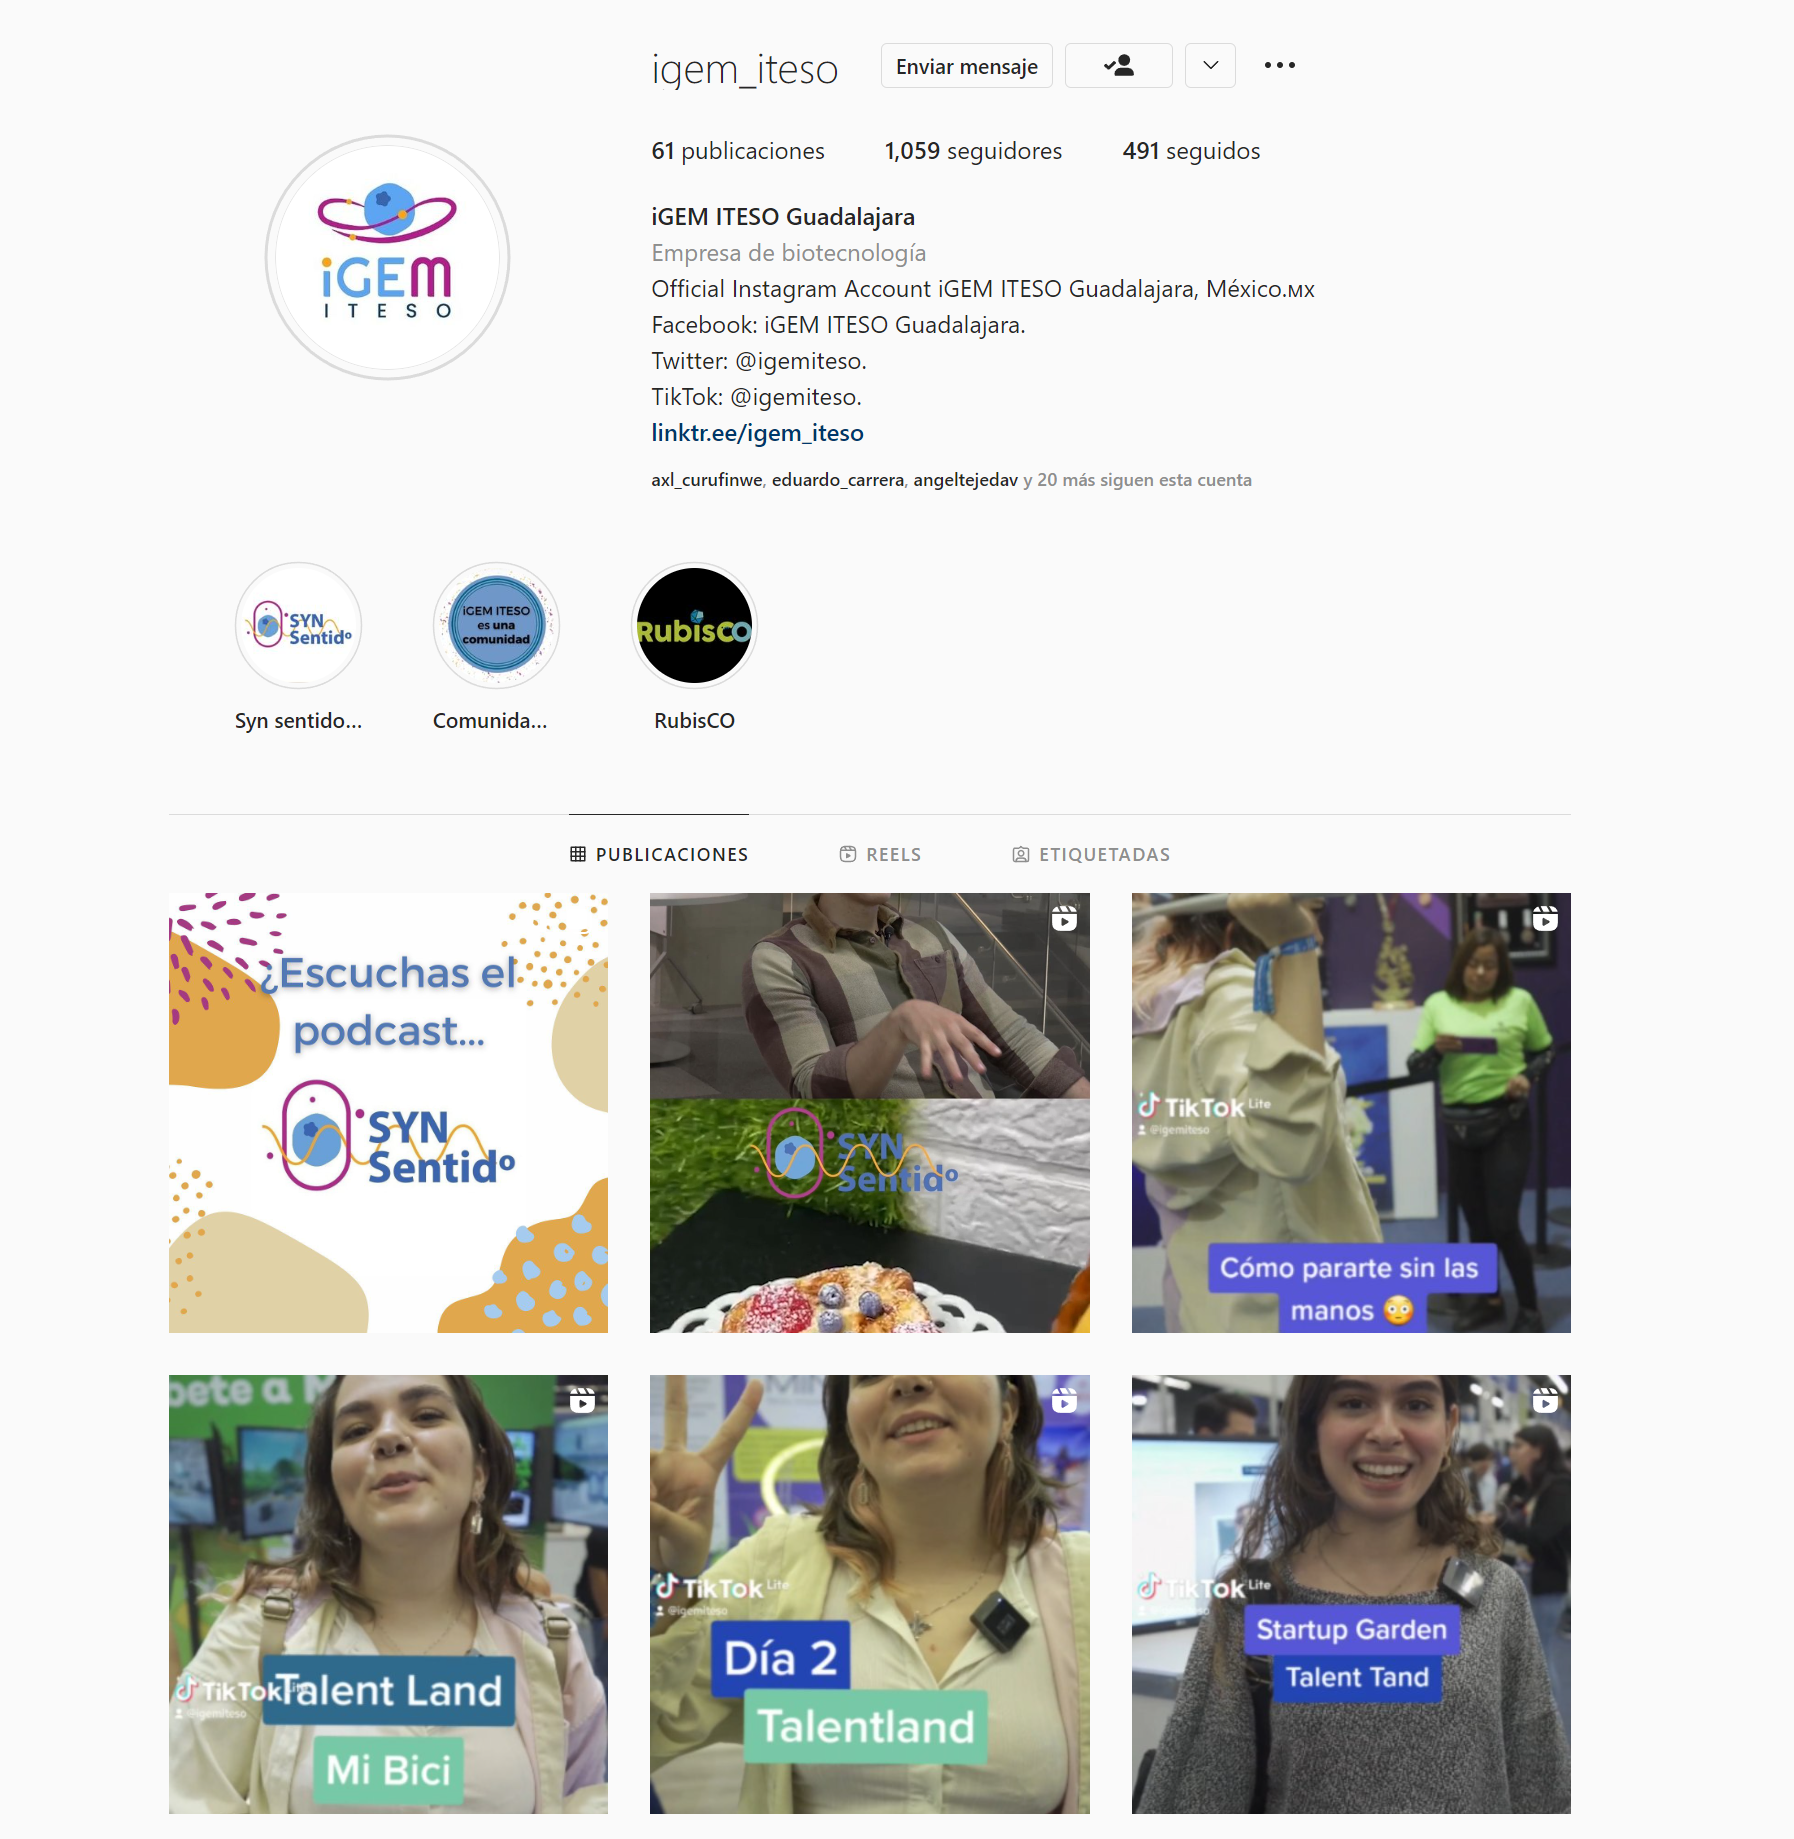 igem_iteso
Enviar mensaje
61 publicaciones
1,059 seguidores
491 seguidos
iGEM
ITESO
iGEM ITESO Guadalajara
Empresa de biotecnología
Official Instagram Account iGEM ITESO Guadalajara, México.MX
Facebook: iGEM ITESO Guadalajara.
Twitter: @igemiteso.
TikTok: @igemiteso.
linktr.ee/igem_iteso
axl_curufinwe, eduardo_carrera, angeltejedav y 20 más siguen esta cuenta
SYN
Sentidº
iGEM ITESO
es una
comunidad
RubisCO
Syn sentido...
Comunida...
RubisCO
PUBLICACIONES
REELS
ETIQUETADAS
¿Escuchas el
podcast...
SYN
Sentidº
SYN
Sentidº
TikTok Lite
@igemiteso
Cómo pararte sin las
manos 😳
TikTok
@igemiteso
Talent Land
Mi Bici
TikTok Lite
@igemiteso
Día 2
Talentland
TikTok Lite
Startup Garden
Talent Tand